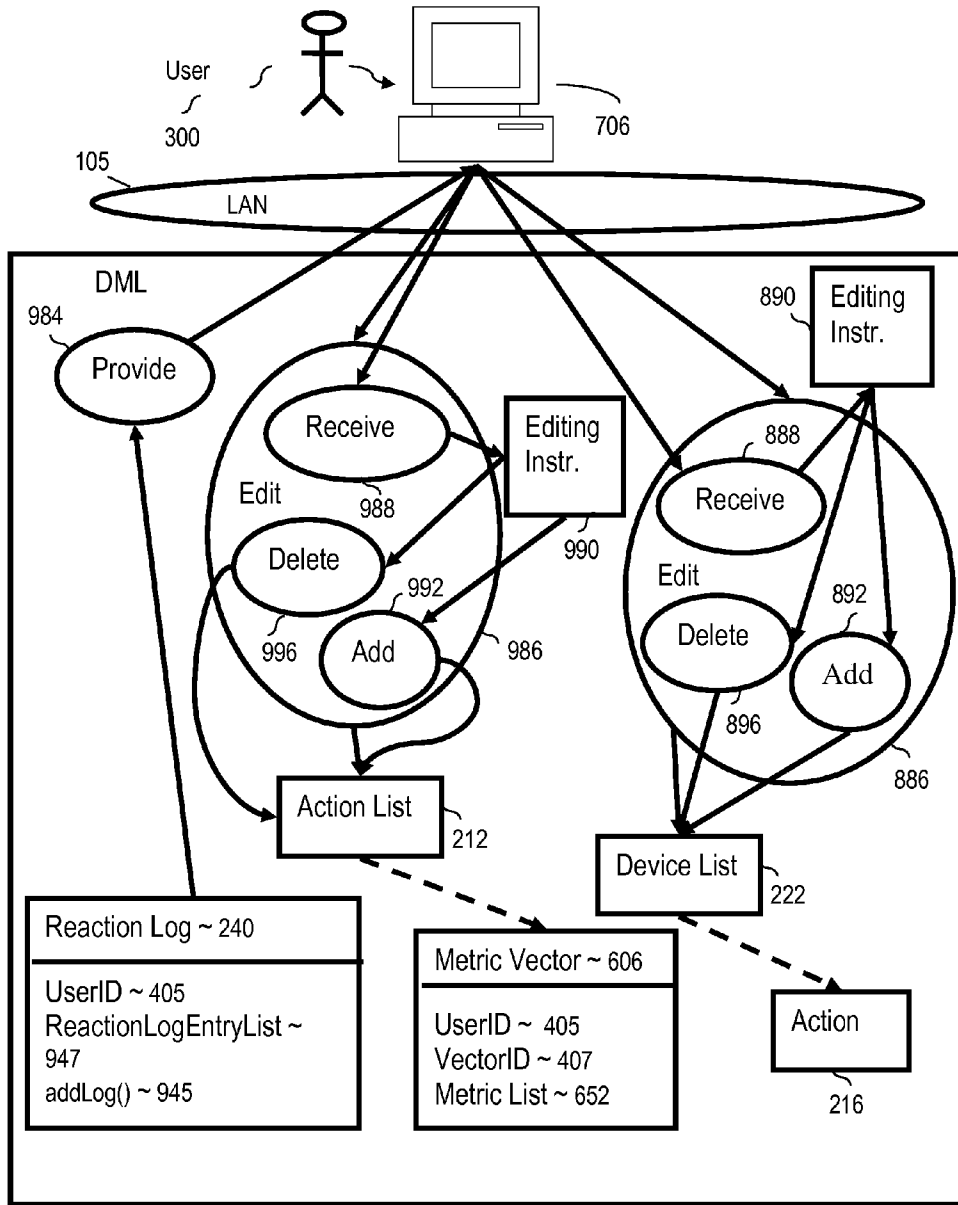 User
300
706
105
LAN
DML
984
Provide
890
Editing
Instr.
Receive
988
Editing
Instr.
990
Edit
Delete
996
992
Add
986
888
Receive
Edit
Delete
896
892
Add
886
Action List
212
Device List
222
Reaction Log ~ 240
UserID ~ 405
ReactionLogEntryList ~
947
addLog() ~ 945
Metric Vector ~ 606
UserID ~ 405
VectorID ~ 407
Metric List ~ 652
Action
216